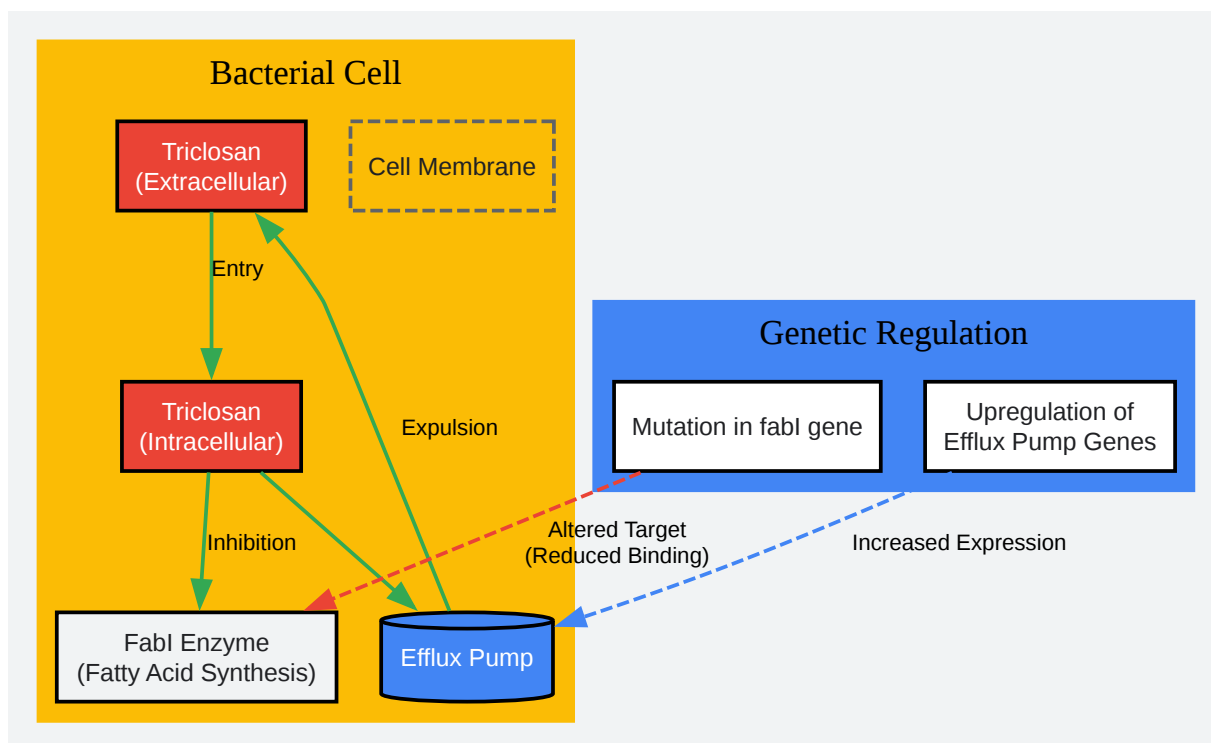 Bacterial Cell
Triclosan
(Extracellular)
Cell Membrane
Entry
Genetic Regulation
Triclosan
(Intracellular)
Expulsion
Mutation in fabI gene
Upregulation of
Efflux Pump Genes
Inhibition
Altered Target
(Reduced Binding)
Increased Expression
FabI Enzyme
(Fatty Acid Synthesis)
Efflux Pump